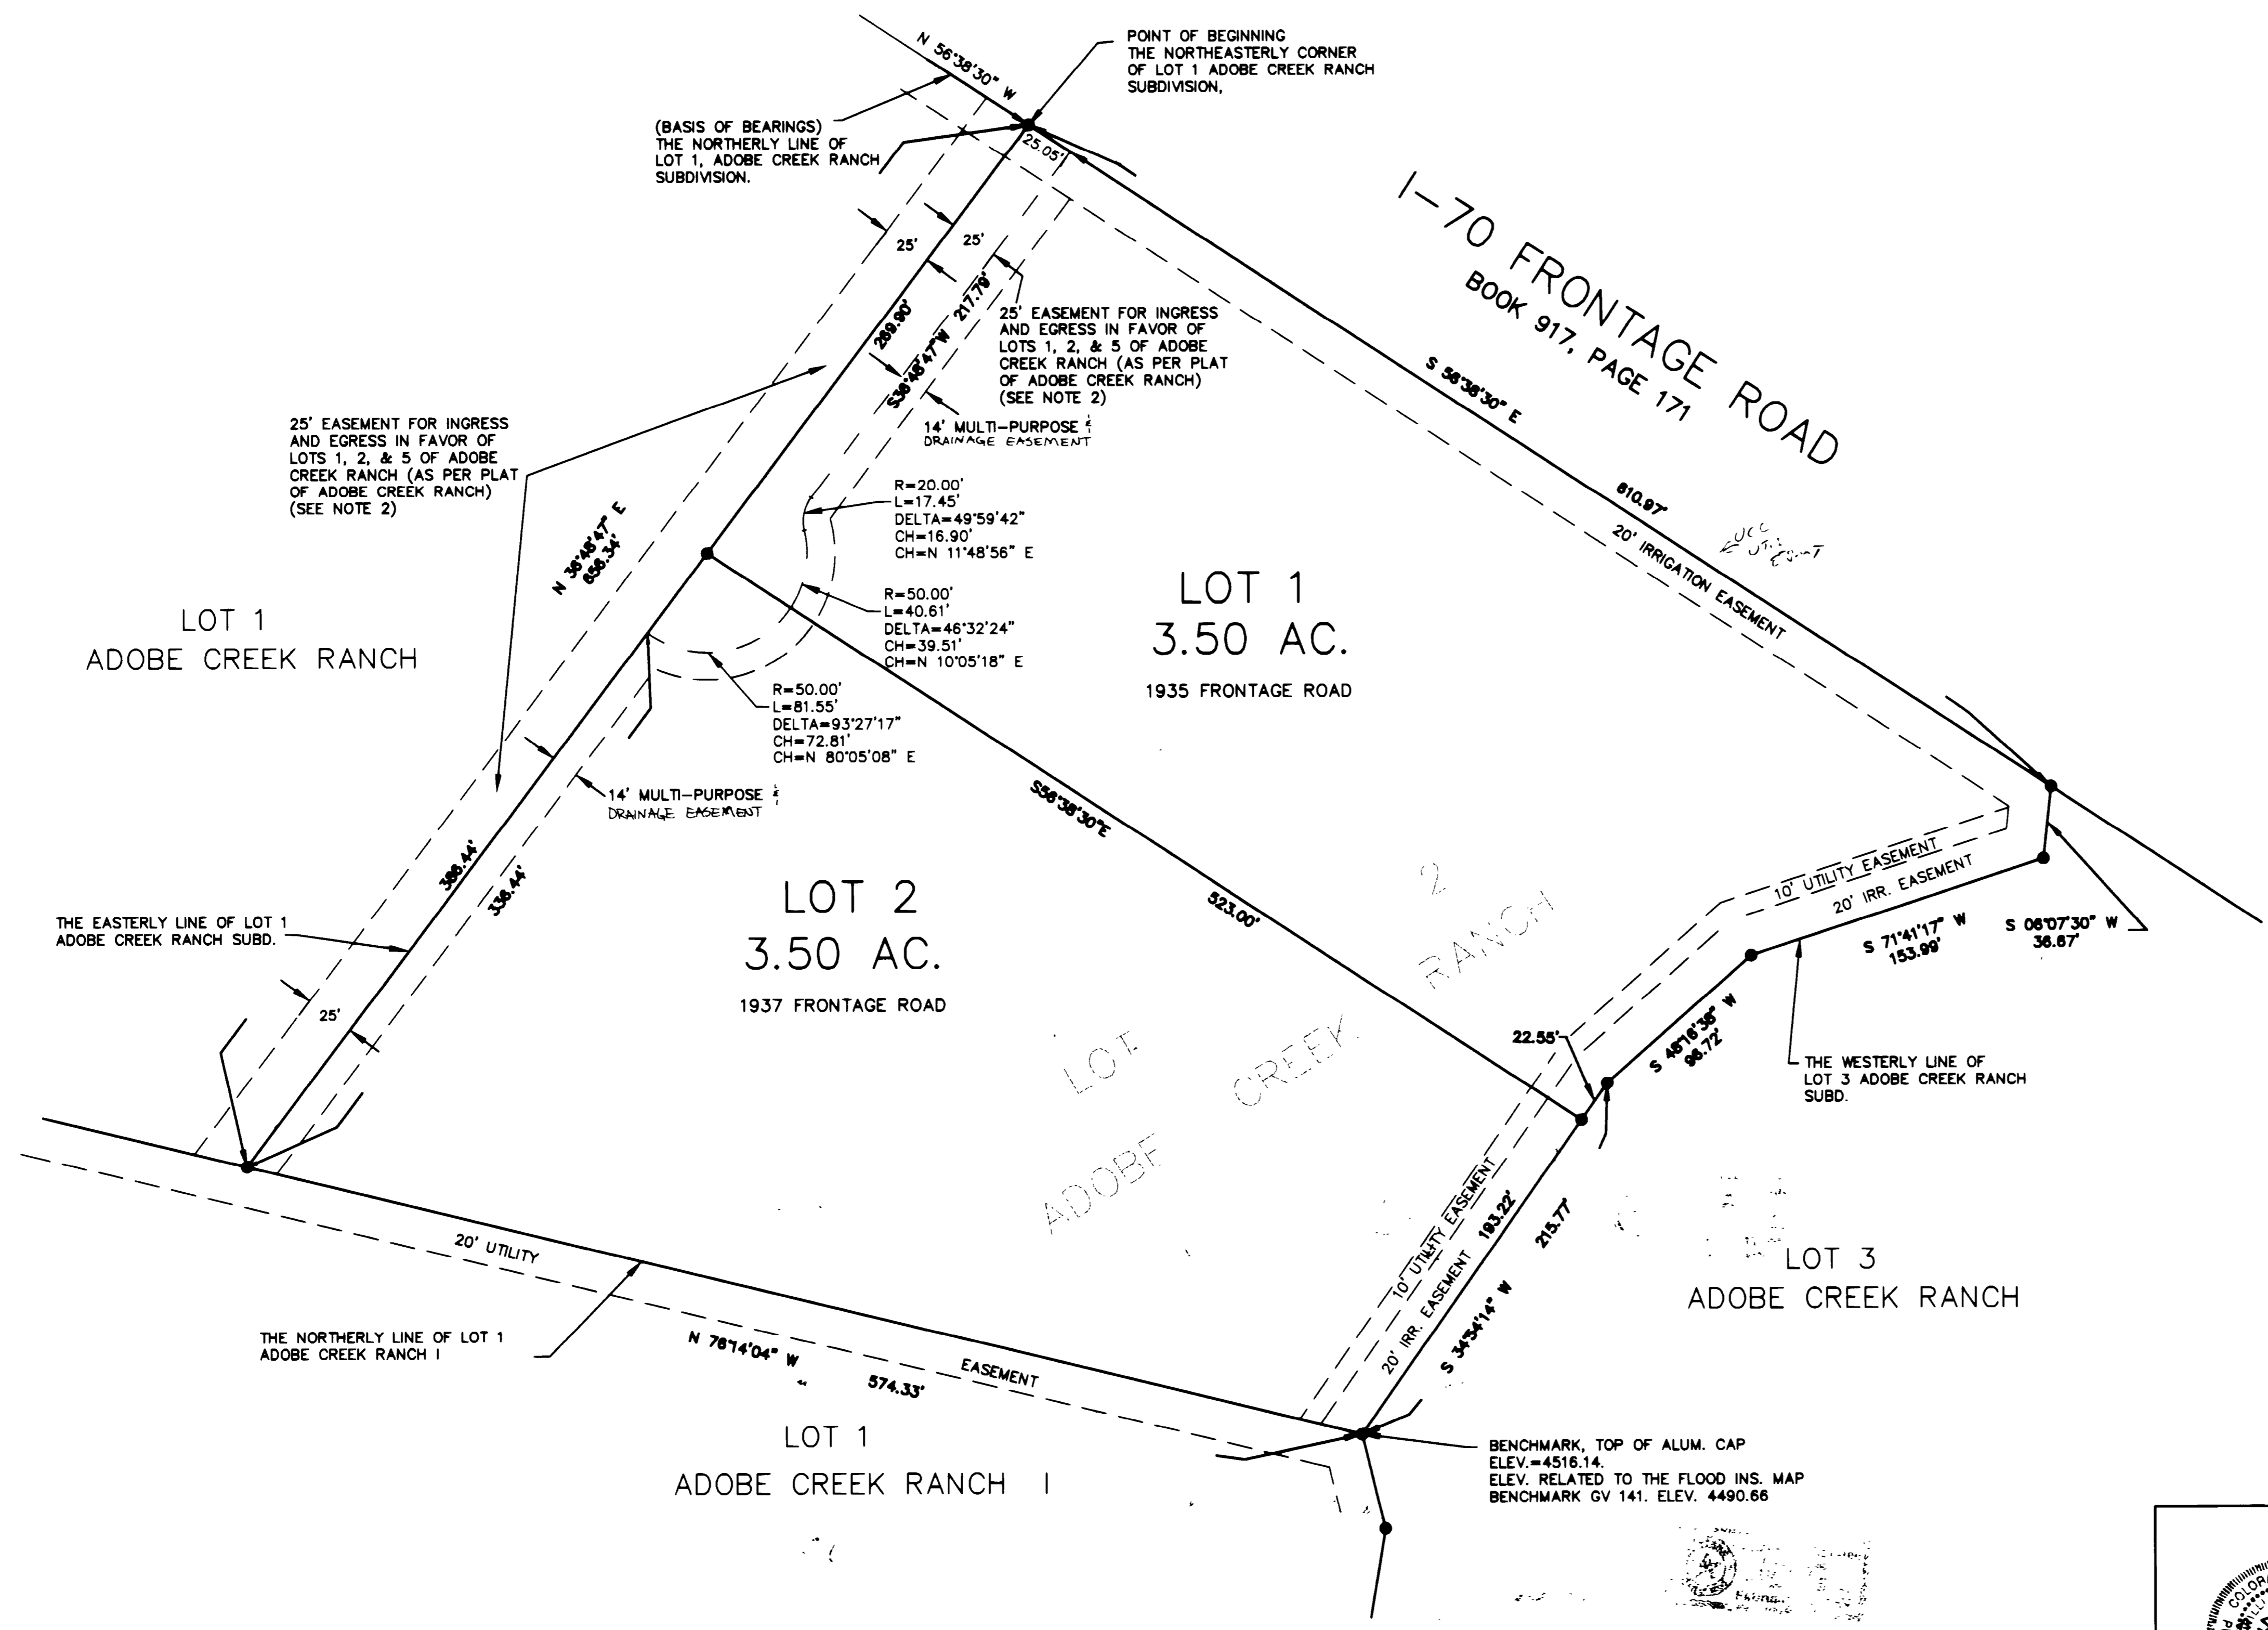 N 56°38'30" W
POINT OF BEGINNING
THE NORTHEASTERLY CORNER
OF LOT 1 ADOBE CREEK RANCH
SUBDIVISION,
(BASIS OF BEARINGS)
THE NORTHERLY LINE OF
LOT 1, ADOBE CREEK RANCH
SUBDIVISION.
25.05'
I-70 FRONTAGE ROAD
BOOK 917, PAGE 171
25'
25'
269.90'
S36°48'47"W 217.79'
25' EASEMENT FOR INGRESS
AND EGRESS IN FAVOR OF
LOTS 1, 2, & 5 OF ADOBE
CREEK RANCH (AS PER PLAT
OF ADOBE CREEK RANCH)
(SEE NOTE 2)
S 56°38'30" E
610.97'
20' IRRIGATION EASEMENT
14' MULTI-PURPOSE &
DRAINAGE EASEMENT
25' EASEMENT FOR INGRESS
AND EGRESS IN FAVOR OF
LOTS 1, 2, & 5 OF ADOBE
CREEK RANCH (AS PER PLAT
OF ADOBE CREEK RANCH)
(SEE NOTE 2)
N 36°48'47" E
656.34'
R=20.00'
L=17.45'
DELTA=49°59'42"
CH=16.90'
CH=N 11°48'56" E
R=50.00'
L=40.61'
DELTA=46°32'24"
CH=39.51'
CH=N 10°05'18" E
R=50.00'
L=81.55'
DELTA=93°27'17"
CH=72.81'
CH=N 80°05'08" E
LOT 1
3.50 AC.
1935 FRONTAGE ROAD
LOT 1
ADOBE CREEK RANCH
14' MULTI-PURPOSE &
DRAINAGE EASEMENT
S56°38'30"E
523.00'
386.44'
336.44'
LOT 2
3.50 AC.
1937 FRONTAGE ROAD
THE EASTERLY LINE OF LOT 1
ADOBE CREEK RANCH SUBD.
25'
10' UTILITY EASEMENT
20' IRR. EASEMENT
S 71°41'17" W
153.99'
S 06°07'30" W
36.67'
S 48°16'38" W
96.72'
22.55'
THE WESTERLY LINE OF
LOT 3 ADOBE CREEK RANCH
SUBD.
LOT 2
ADOBE CREEK RANCH
10' UTILITY EASEMENT
20' IRR. EASEMENT
193.22'
215.77'
S 34°34'14" W
LOT 3
ADOBE CREEK RANCH
20' UTILITY
EASEMENT
THE NORTHERLY LINE OF LOT 1
ADOBE CREEK RANCH I
N 76°14'04" W
574.33'
LOT 1
ADOBE CREEK RANCH I
BENCHMARK, TOP OF ALUM. CAP
ELEV.=4516.14.
ELEV. RELATED TO THE FLOOD INS. MAP
BENCHMARK GV 141. ELEV. 4490.66